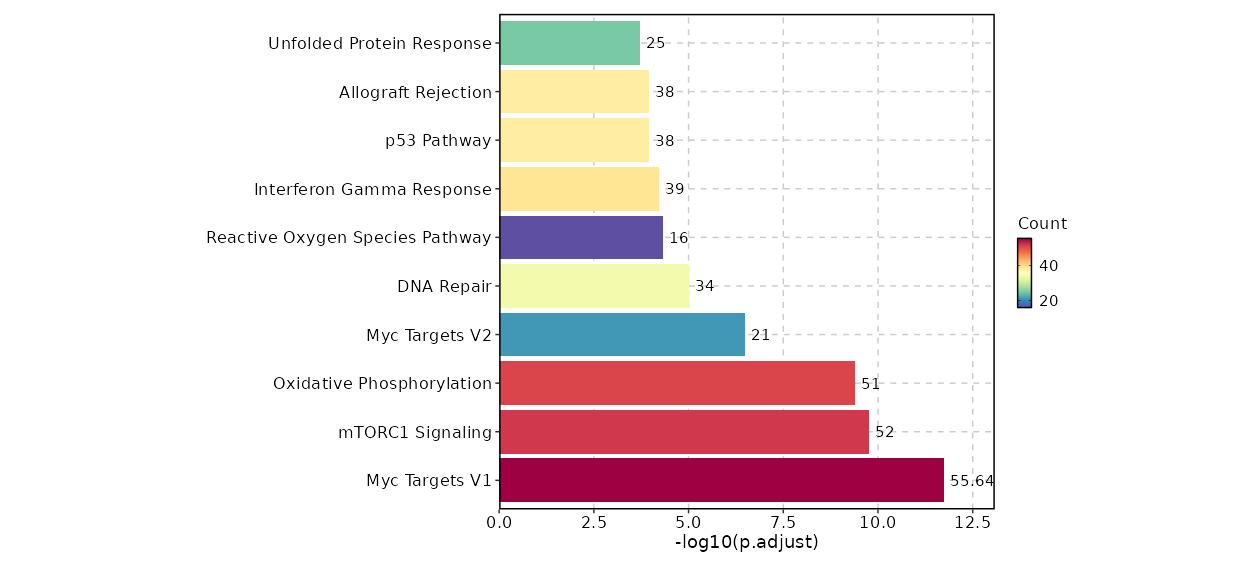 Unfolded Protein Response 25
Allograft Rejection 38
p53 Pathway 38
Interferon Gamma Response 39
Reactive Oxygen Species Pathway 16
DNA Repair 34
Myc Targets V2 21
Oxidative Phosphorylation 51
mTORC1 Signaling 52
Myc Targets V1 55.64
0.0 2.5 5.0 7.5 10.0 12.5
-log10(p.adjust)
Count
40
20